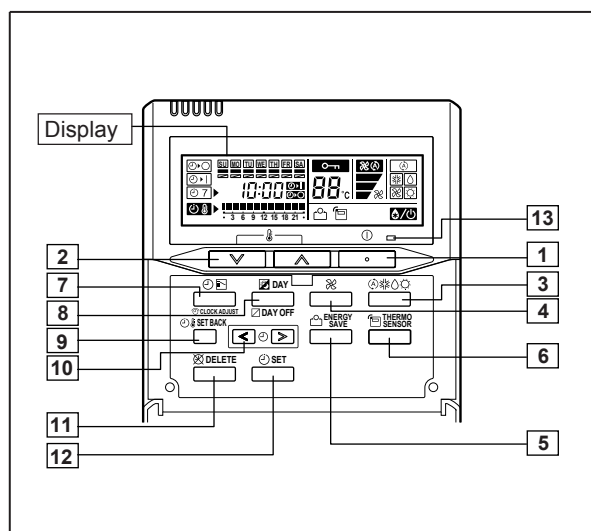 Display
SU MO TU WE TH FR SA
7
10:00
88 °C
3 6 9 12 15 18 21
13
2
1
7
DAY
3
CLOCK ADJUST
8
DAY OFF
4
SET BACK
ENERGY SAVE
THERMO SENSOR
9
10
6
DELETE
SET
11
12
5